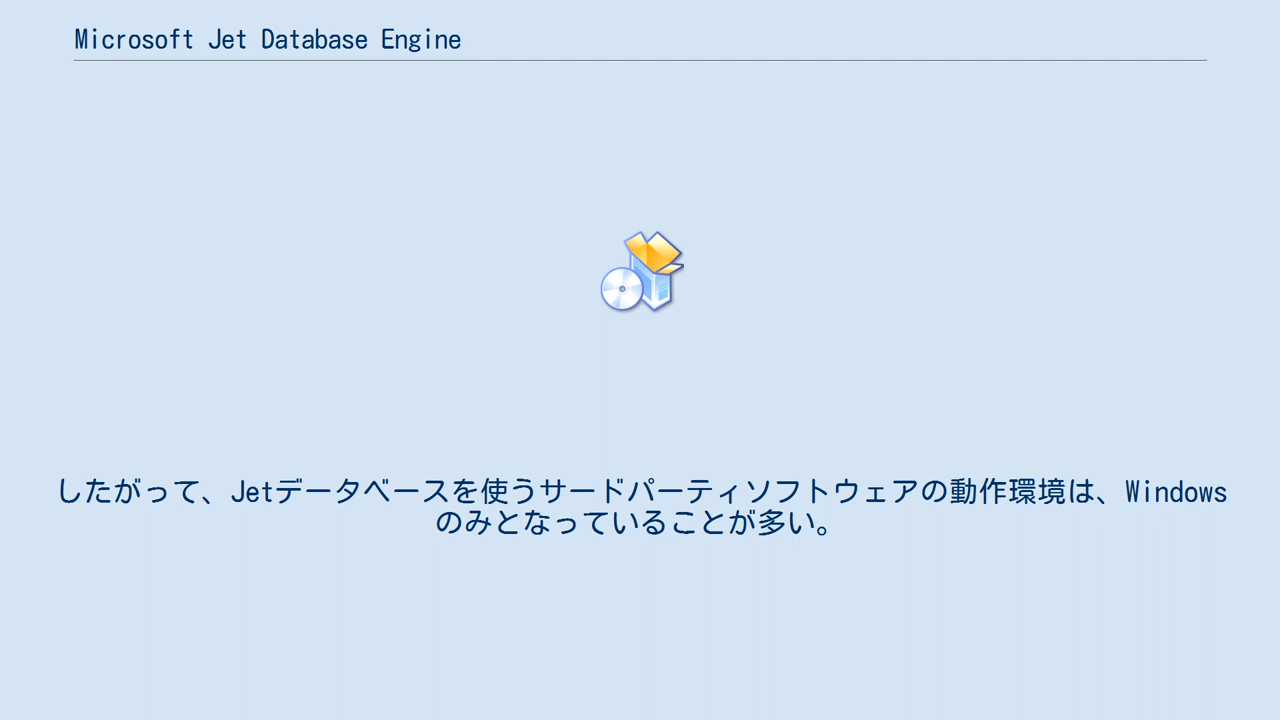 Microsoft Jet Database Engine
したがって、Jetデータベースを使うサードパーティソフトウェアの動作環境は、Windows
のみとなっていることが多い。